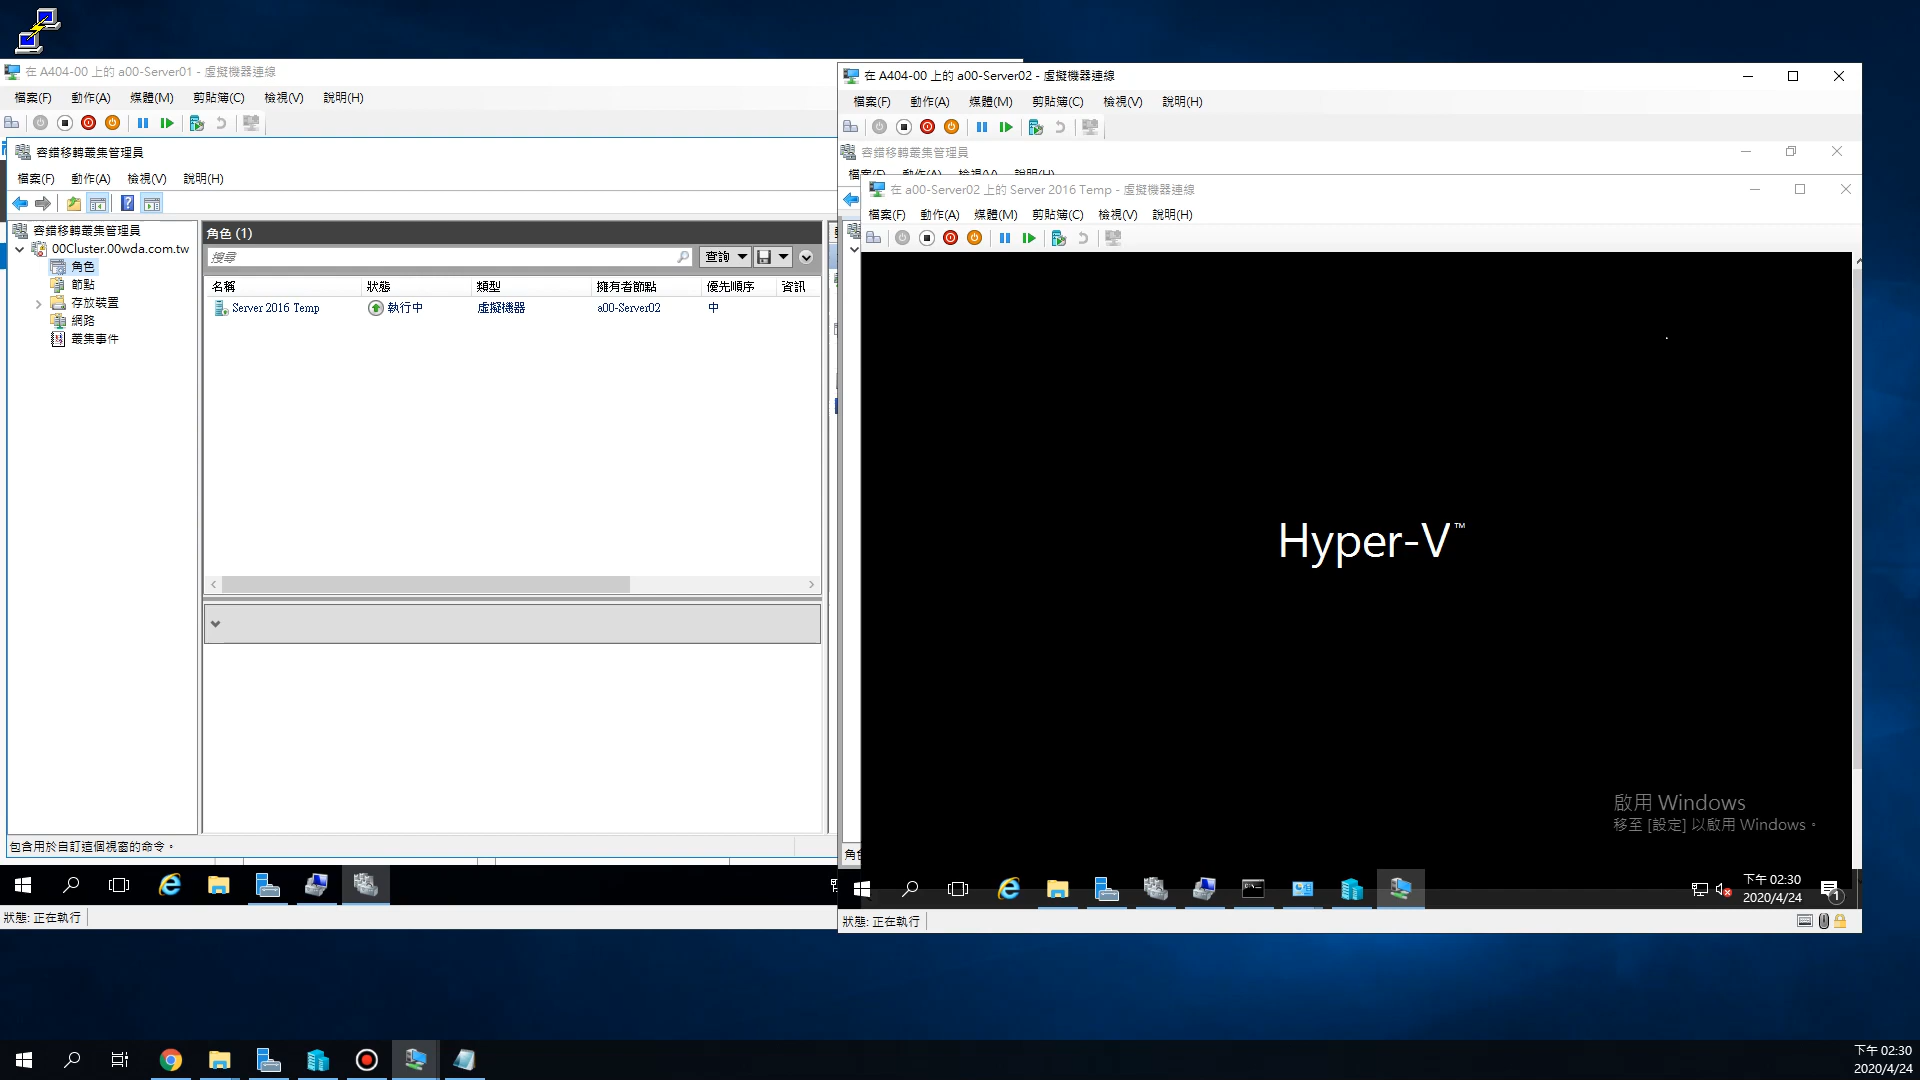 在 A404-00 上的 a00-Server01 - 虛擬機器連線
檔案(F) 動作(A) 媒體(M) 剪貼簿(C) 檢視(V) 說明(H)
容錯移轉叢集管理員
檔案(F) 動作(A) 檢視(V) 說明(H)
容錯移轉叢集管理員
00Cluster.00wda.com.tw
角色
節點
存放裝置
網路
叢集事件
角色 (1)
搜尋
查詢
名稱 狀態 類型 擁有者節點 優先順序 資訊
Server 2016 Temp 執行中 虛擬機器 a00-Server02 中
包含用於自訂這個視窗的命令。
狀態: 正在執行
在 A404-00 上的 a00-Server02 - 虛擬機器連線
檔案(F) 動作(A) 媒體(M) 剪貼簿(C) 檢視(V) 說明(H)
容錯移轉叢集管理員
檔案(F) 動作(A) 檢視(V) 說明(H)
在 a00-Server02 上的 Server 2016 Temp - 虛擬機器連線
檔案(F) 動作(A) 媒體(M) 剪貼簿(C) 檢視(V) 說明(H)
Hyper-V™
啟用 Windows
移至 [設定] 以啟用 Windows。
角色
下午 02:30
2020/4/24
1
狀態: 正在執行
下午 02:30
2020/4/24